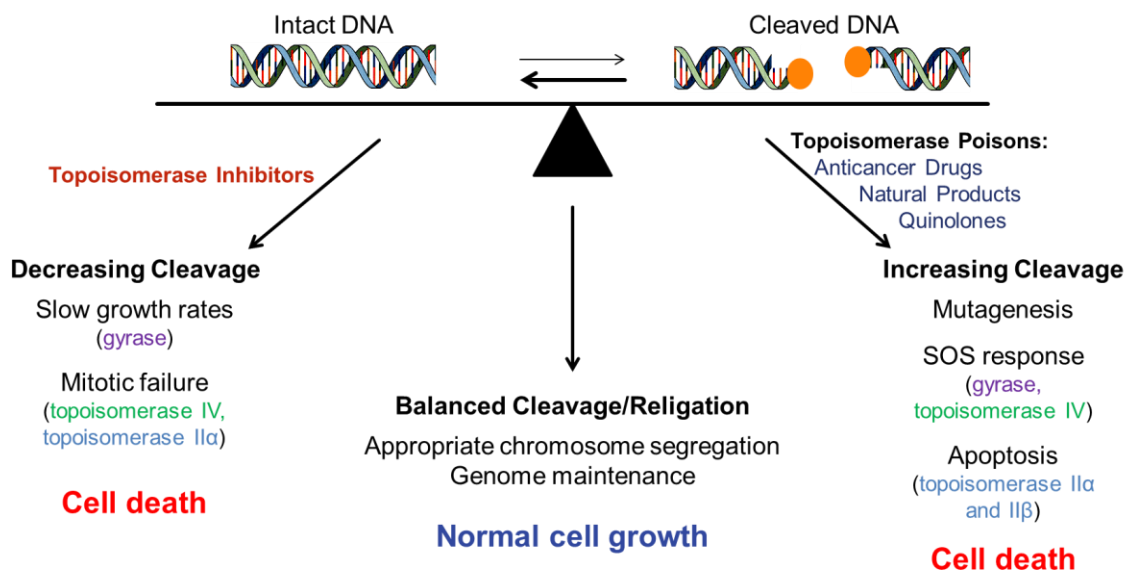 Intact DNA
Cleaved DNA
Topoisomerase Inhibitors
Topoisomerase Poisons:
Anticancer Drugs
Natural Products
Quinolones
Decreasing Cleavage
Slow growth rates
(gyrase)
Mitotic failure
(topoisomerase IV,
topoisomerase IIα)
Cell death
Balanced Cleavage/Religation
Appropriate chromosome segregation
Genome maintenance
Normal cell growth
Increasing Cleavage
Mutagenesis
SOS response
(gyrase,
topoisomerase IV)
Apoptosis
(topoisomerase IIα
and IIβ)
Cell death